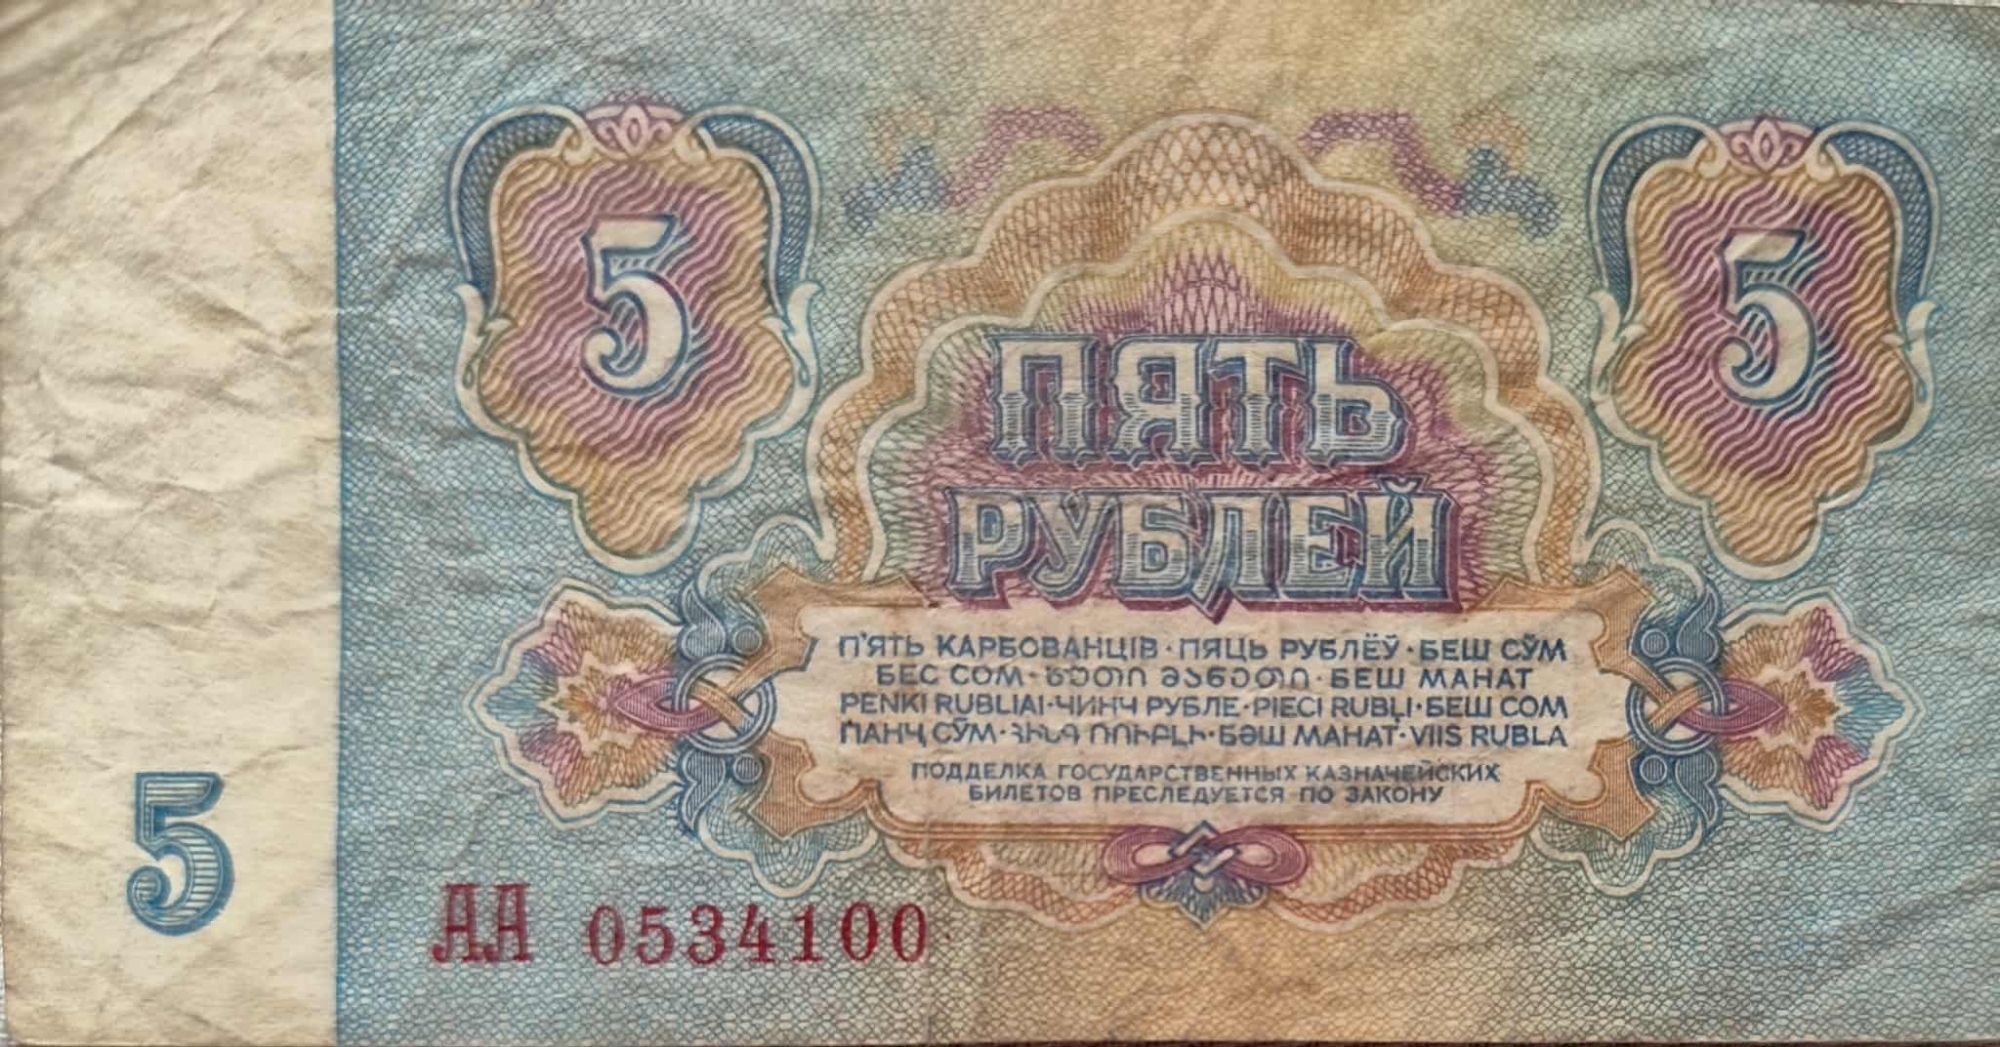 5
5
ПЯТЬ
РУБЛЕЙ
П'ЯТЬ КАРБОВАНЦІВ · ПЯЦЬ РУБЛЁЎ · БЕШ СЎМ
БЕС СОМ · ხუთი მანეთი · БЕШ МАНАТ
PENKI RUBLIAI · ЧИНЧ РУБЛЕ · PIECI RUBĻI · БЕШ СОМ
ПАНҶ СӮМ · ՀԻՆԳ ՌՈՒԲԼԻ · БӘШ МАНАТ · VIIS RUBLA
ПОДДЕЛКА ГОСУДАРСТВЕННЫХ КАЗНАЧЕЙСКИХ
БИЛЕТОВ ПРЕСЛЕДУЕТСЯ ПО ЗАКОНУ
5
АА 0534100